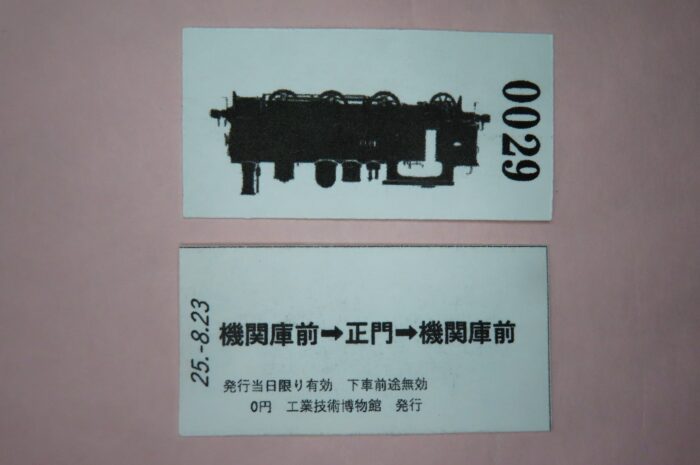 0029
25.-8.23
機関庫前➡正門➡機関庫前
発行当日限り有効　下車前途無効
0円　工業技術博物館　発行